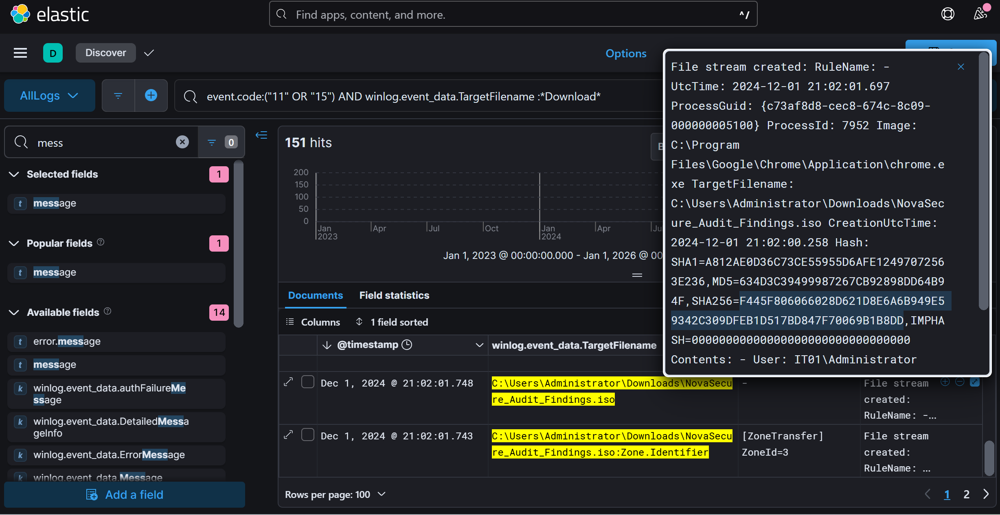 elastic
Find apps, content, and more.
^/
D
Discover
Options
AllLogs
event.code:("11" OR "15") AND winlog.event_data.TargetFilename :*Download*
mess
0
Selected fields
1
message
Popular fields
1
message
Available fields
14
error.message
message
winlog.event_data.authFailureMe
ssage
winlog.event_data.DetailedMessa
geInfo
winlog.event_data.ErrorMessage
winlog.event_data.Message
Add a field
151 hits
B
200
150
100
50
0
Jan
2023
Apr
Jul
Oct
Jan
2024
Apr
Ju
Jan 1, 2023 @ 00:00:00.000 - Jan 1, 2026 @ 00
Documents
Field statistics
Columns
1 field sorted
@timestamp
winlog.event_data.TargetFilename
Dec 1, 2024 @ 21:02:01.748
C:\Users\Administrator\Downloads\NovaSecu
re_Audit_Findings.iso
-
File stream
created:
RuleName: -...
Dec 1, 2024 @ 21:02:01.743
C:\Users\Administrator\Downloads\NovaSecu
re_Audit_Findings.iso:Zone.Identifier
[ZoneTransfer]
ZoneId=3
File stream
created:
RuleName: ...
Rows per page: 100
1
2
File stream created: RuleName: -
UtcTime: 2024-12-01 21:02:01.697
ProcessGuid: {c73af8d8-cec8-674c-8c09-
000000005100} ProcessId: 7952 Image:
C:\Program
Files\Google\Chrome\Application\chrome.e
xe TargetFilename:
C:\Users\Administrator\Downloads\NovaSec
ure_Audit_Findings.iso CreationUtcTime:
2024-12-01 21:02:00.258 Hash:
SHA1=A812AE0D36C73CE55955D6AFE1249707256
3E236,MD5=634D3C39499987267CB92898DD64B9
4F,SHA256=F445F806066028D621D8E6A6B949E5
9342C309DFEB1D517BD847F70069B1B8DD,IMPHA
SH=00000000000000000000000000000000
Contents: - User: IT01\Administrator